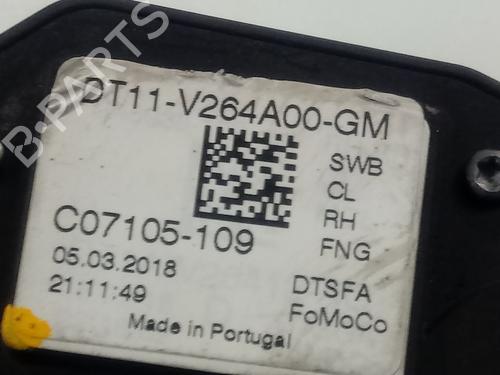 B-PARTS
DT11-V264A00-GM
SWB
CL
RH
FNG
C07105-109
05.03.2018
21:11:49
DTSFA
FoMoCo
Made in Portugal